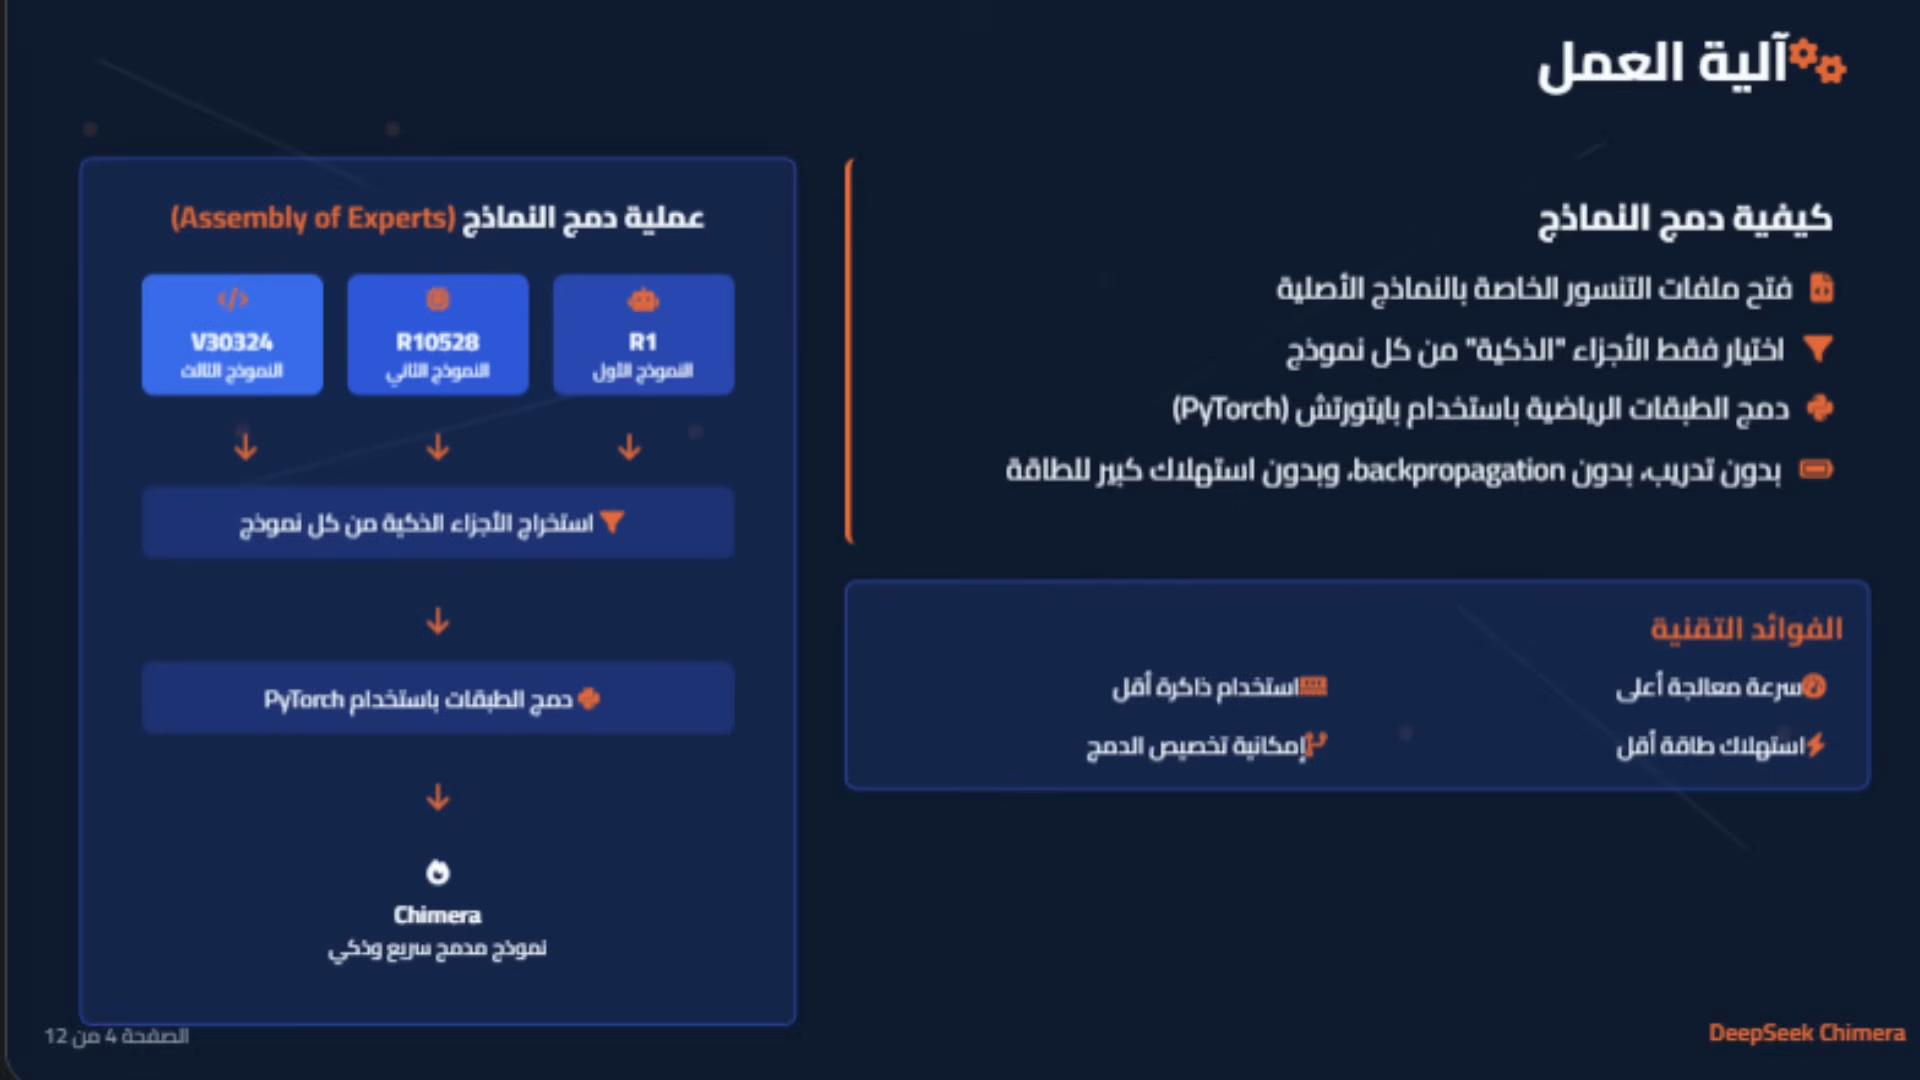 آلية العمل
كيفية دمج النماذج
فتح ملفات التنسور الخاصة بالنماذج الأصلية
اختيار فقط الأجزاء "الذكية" من كل نموذج
دمج الطبقات الرياضية باستخدام بايتورتش (PyTorch)
بدون تدريب، بدون backpropagation، وبدون استهلاك كبير للطاقة
الفوائد التقنية
سرعة معالجة أعلى
استخدام ذاكرة أقل
استهلاك طاقة أقل
إمكانية تخصيص الدمج
عملية دمج النماذج (Assembly of Experts)
R1
النموذج الأول
R10528
النموذج الثاني
V30324
النموذج الثالث
استخراج الأجزاء الذكية من كل نموذج
دمج الطبقات باستخدام PyTorch
Chimera
نموذج مدمج سريع وذكي
DeepSeek Chimera
الصفحة 4 من 12